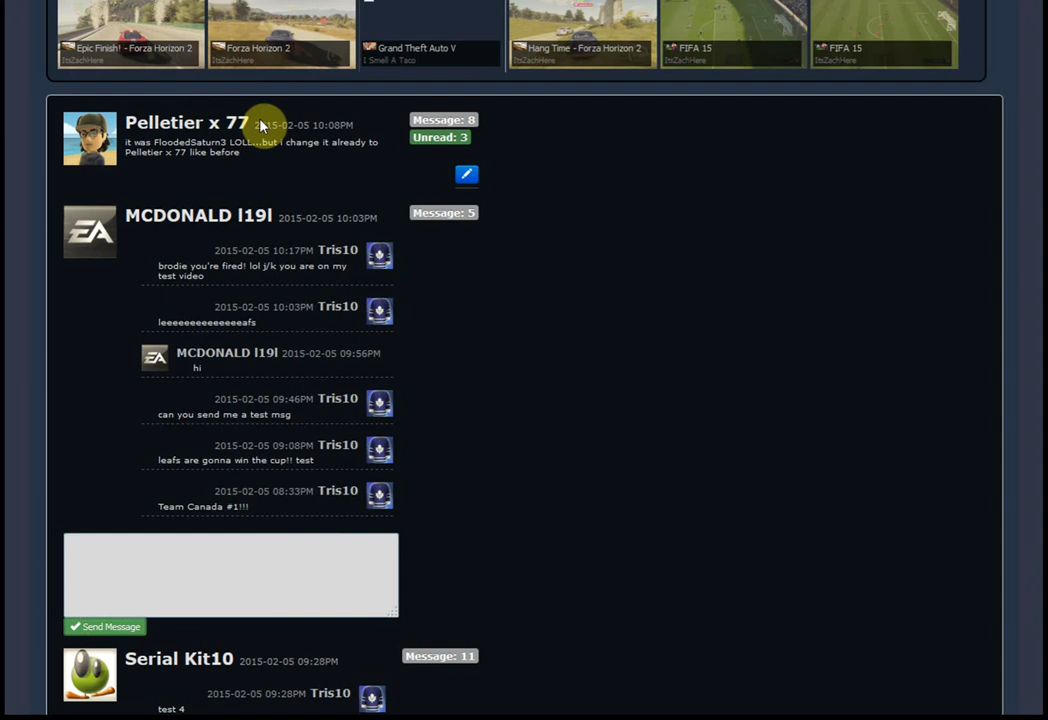 Epic Finish! - Forza Horizon 2
ItsZachHere
Forza Horizon 2
ItsZachHere
Grand Theft Auto V
I Smell A Taco
Hang Time - Forza Horizon 2
ItsZachHere
FIFA 15
ItsZachHere
FIFA 15
ItsZachHere
Pelletier x 77 2015-02-05 10:08PM
Message: 8
it was FloodedSaturn3 LOLL...but i change it already to
Pelletier x 77 like before
Unread: 3
MCDONALD l19l 2015-02-05 10:03PM
Message: 5
EA
2015-02-05 10:17PM Tris10
brodie you're fired! lol j/k you are on my
test video
2015-02-05 10:03PM Tris10
leeeeeeeeeeeeeafs
EA
MCDONALD l19l 2015-02-05 09:56PM
hi
2015-02-05 09:46PM Tris10
can you send me a test msg
2015-02-05 09:08PM Tris10
leafs are gonna win the cup!! test
2015-02-05 08:33PM Tris10
Team Canada #1!!!
Send Message
Serial Kit10 2015-02-05 09:28PM
Message: 11
2015-02-05 09:28PM Tris10
test 4